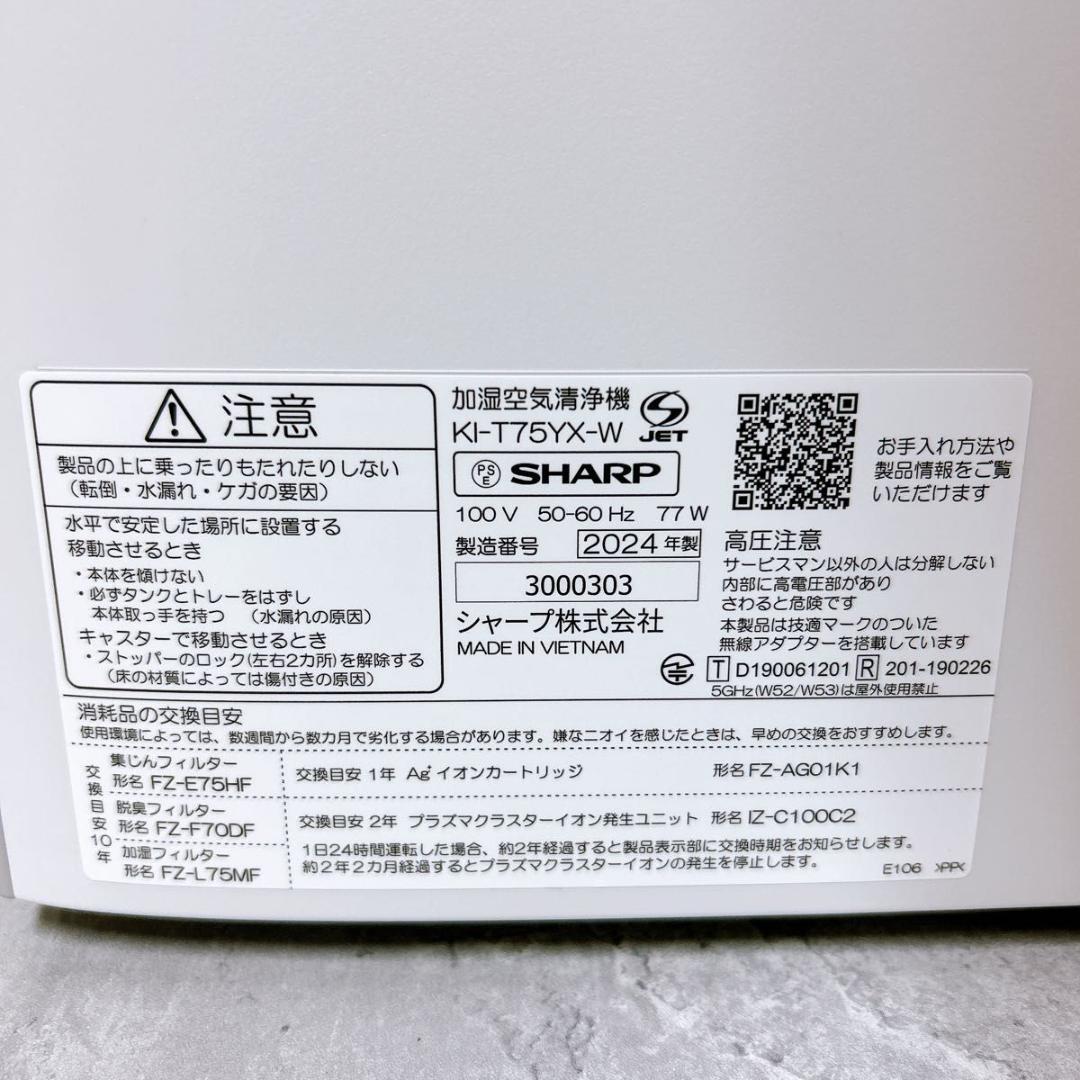 注意
製品の上に乗ったりもたれたりしない
(転倒・水漏れ・ケガの要因)
水平で安定した場所に設置する
移動させるとき
・本体を傾けない
・必ずタンクとトレーをはずし
本体取っ手を持つ (水漏れの原因)
キャスターで移動させるとき
・ストッパーのロック(左右2カ所)を解除する
(床の材質によっては傷付きの原因)
加湿空気清浄機
KI-T75YX-W
JET
PSE SHARP
100 V 50-60 Hz 77 W
製造番号 2024年製
3000303
シャープ株式会社
MADE IN VIETNAM
お手入れ方法や
製品情報をご覧
いただけます
高圧注意
サービスマン以外の人は分解しない
内部に高電圧部があり
さわると危険です
本製品は技適マークのついた
無線アダプターを搭載しています
T D190061201 R 201-190226
5GHz(W52/W53)は屋外使用禁止
消耗品の交換目安
使用環境によっては、数週間から数カ月で劣化する場合があります。嫌なニオイを感じたときは、早めの交換をおすすめします。
交換目安10年
集じんフィルター
形名 FZ-E75HF
脱臭フィルター
形名 FZ-F70DF
加湿フィルター
形名 FZ-L75MF
交換目安 1年 Ag⁺イオンカートリッジ 形名 FZ-AG01K1
交換目安 2年 プラズマクラスターイオン発生ユニット 形名 IZ-C100C2
1日24時間運転した場合、約2年経過すると製品表示部に交換時期をお知らせします。
約2年2カ月経過するとプラズマクラスターイオンの発生を停止します。
E106 >PP<